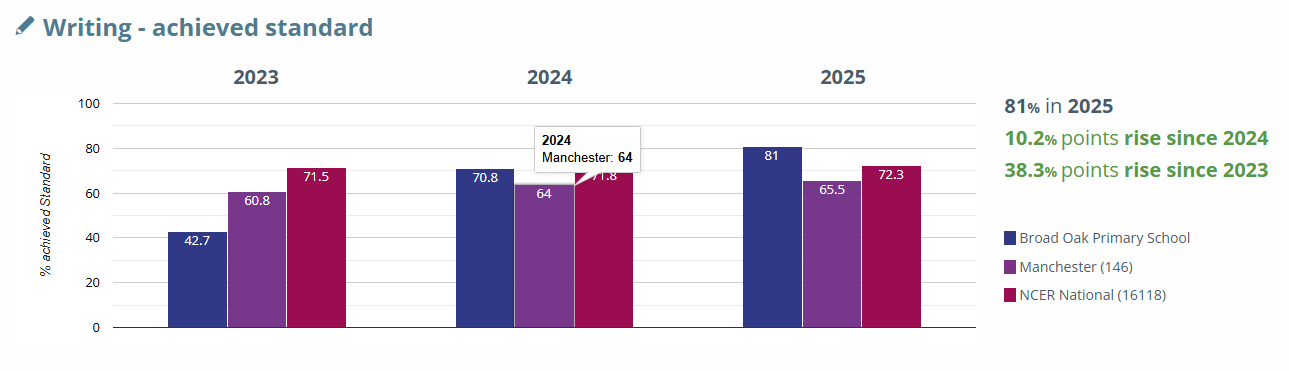 Writing - achieved standard
2023 2024 2025
% achieved Standard
100
80
60
40
20
0
42.7 60.8 71.5
70.8 64 71.8
2024
Manchester: 64
81 65.5 72.3
81% in 2025
10.2% points rise since 2024
38.3% points rise since 2023
Broad Oak Primary School
Manchester (146)
NCER National (16118)